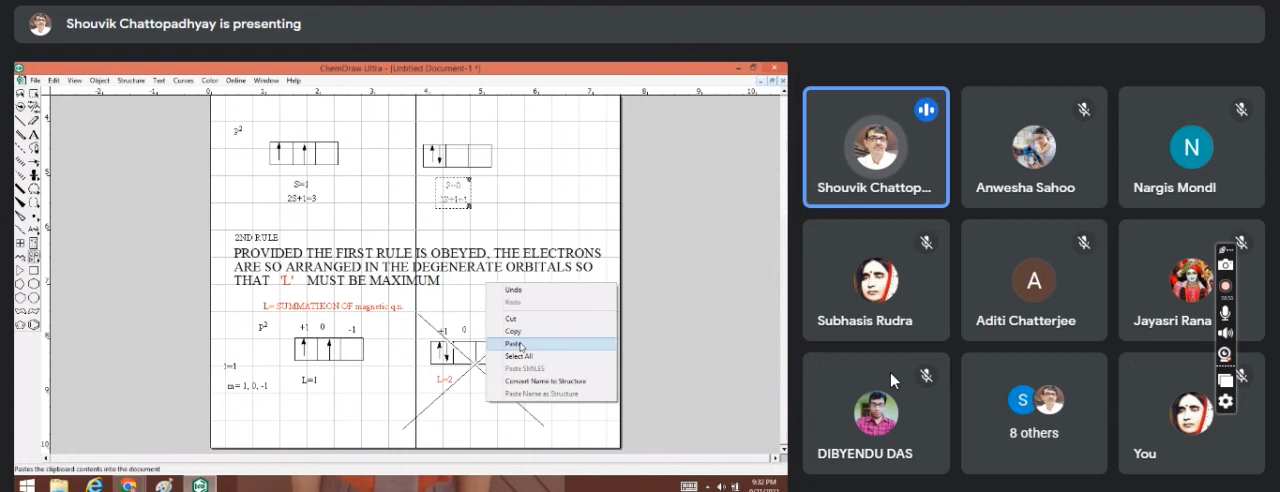 Shouvik Chattopadhyay is presenting
ChemDraw Ultra - [Untitled Document-1 *]
File Edit View Object Structure Text Curves Color Online Window Help
p2
S=1
2S+1=3
S=0
2S+1=1
2ND RULE
PROVIDED THE FIRST RULE IS OBEYED, THE ELECTRONS
ARE SO ARRANGED IN THE DEGENERATE ORBITALS SO
THAT 'L' MUST BE MAXIMUM
L= SUMMATIKON OF magnetic q.n.
p2 +1 0 -1
+1 0
l=1
m= 1, 0, -1
L=1
L=2
Undo
Redo
Cut
Copy
Paste
Select All
Paste SMILES
Convert Name to Structure
Paste Name as Structure
Pastes the clipboard contents into the document
9:32 PM
Shouvik Chattop...
Anwesha Sahoo
N
Nargis Mondl
Subhasis Rudra
A
Aditi Chatterjee
Jayasri Rana
DIBYENDU DAS
S
8 others
You